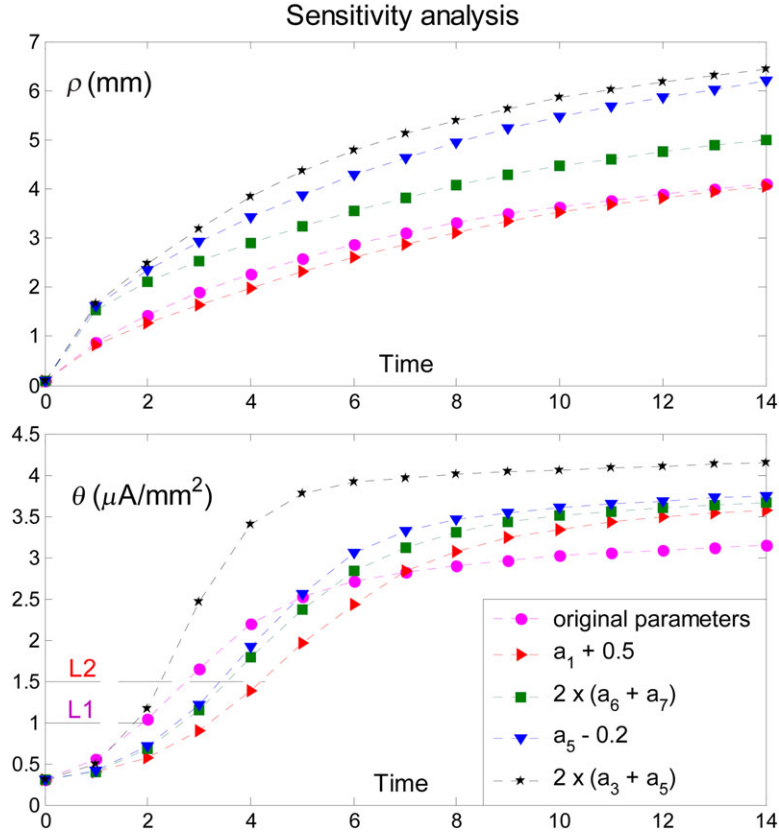 Sensitivity analysis
7
6
5
4
3
2
1
0
ρ (mm)
Time
0 2 4 6 8 10 12 14
4.5
4
3.5
3
2.5
2
1.5
1
0.5
0
θ (μA/mm²)
L2
L1
Time
original parameters
a₁ + 0.5
2 x (a₆ + a₇)
a₅ - 0.2
2 x (a₃ + a₅)
0 2 4 6 8 10 12 14